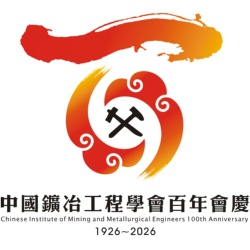 中國鑛冶工程學會百年會慶
Chinese Institute of Mining and Metallurgical Engineers 100th Anniversary
1926~2026